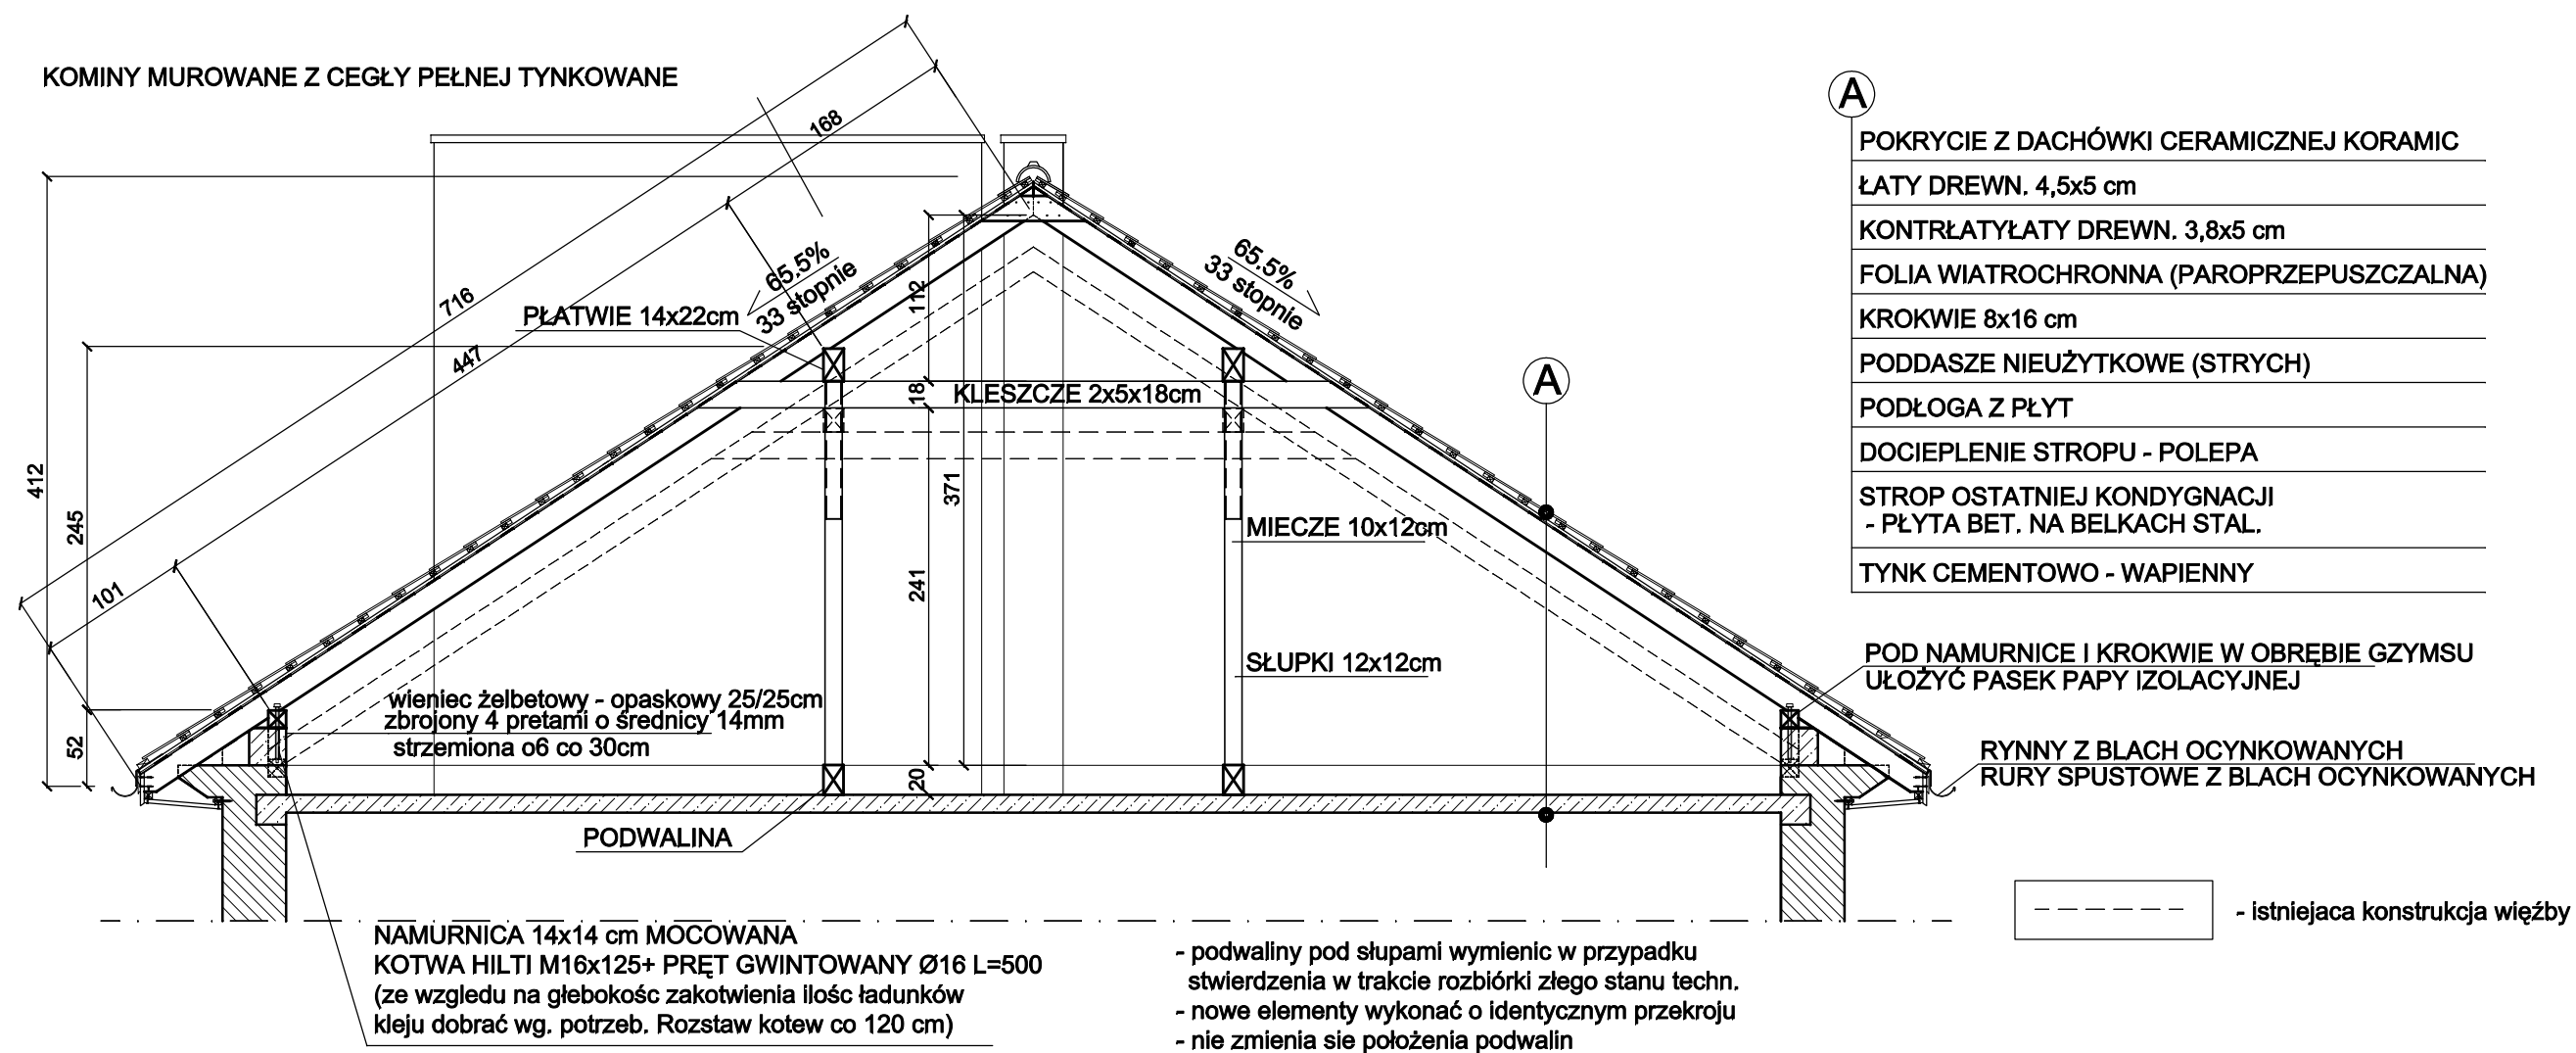 KOMINY MUROWANE Z CEGŁY PEŁNEJ TYNKOWANE
168
716
447
101
412
245
52
65,5%
33 stopnie
65,5%
33 stopnie
PŁATWIE 14x22cm
112
18
KLESZCZE 2x5x18cm
371
241
20
MIECZE 10x12cm
SŁUPKI 12x12cm
wieniec żelbetowy - opaskowy 25/25cm
zbrojony 4 pretami o średnicy 14mm
strzemiona o6 co 30cm
PODWALINA
A
A
POKRYCIE Z DACHÓWKI CERAMICZNEJ KORAMIC
ŁATY DREWN. 4,5x5 cm
KONTRŁATYŁATY DREWN. 3,8x5 cm
FOLIA WIATROCHRONNA (PAROPRZEPUSZCZALNA)
KROKWIE 8x16 cm
PODDASZE NIEUŻYTKOWE (STRYCH)
PODŁOGA Z PŁYT
DOCIEPLENIE STROPU - POLEPA
STROP OSTATNIEJ KONDYGNACJI
- PŁYTA BET. NA BELKACH STAL.
TYNK CEMENTOWO - WAPIENNY
POD NAMURNICE I KROKWIE W OBRĘBIE GZYMSU
UŁOŻYĆ PASEK PAPY IZOLACYJNEJ
RYNNY Z BLACH OCYNKOWANYCH
RURY SPUSTOWE Z BLACH OCYNKOWANYCH
- istniejaca konstrukcja więźby
NAMURNICA 14x14 cm MOCOWANA
KOTWA HILTI M16x125+ PRĘT GWINTOWANY Ø16 L=500
(ze wzgledu na głebokośc zakotwienia ilośc ładunków
kleju dobrać wg. potrzeb. Rozstaw kotew co 120 cm)
- podwaliny pod słupami wymienic w przypadku
stwierdzenia w trakcie rozbiórki złego stanu techn.
- nowe elementy wykonać o identycznym przekroju
- nie zmienia sie położenia podwalin